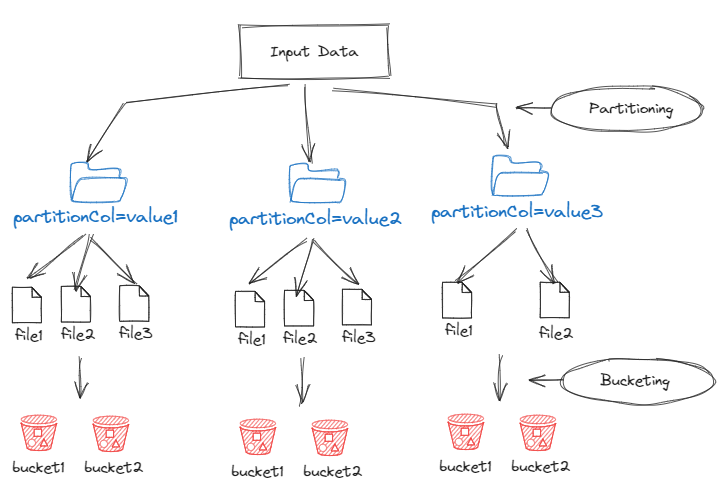 Input Data
Partitioning
partitionCol=value1
partitionCol=value2
partitionCol=value3
file1
file2
file3
file1
file2
file3
file1
file2
Bucketing
bucket1
bucket2
bucket1
bucket2
bucket1
bucket2